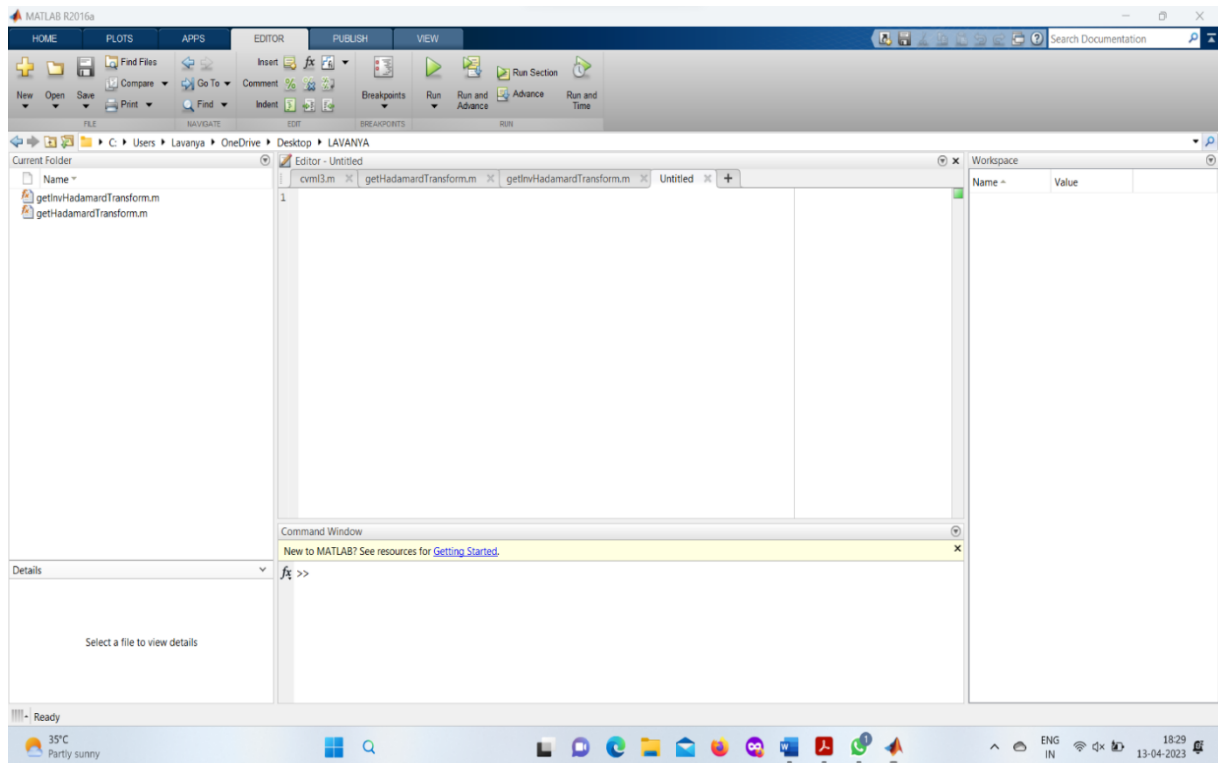 MATLAB R2016a
HOME PLOTS APPS EDITOR PUBLISH VIEW
Search Documentation
New Open Save
Find Files
Compare
Print
Go To
Find
Insert fx
Comment
Indent
Breakpoints
Run
Run and Advance
Run Section
Advance
Run and Time
FILE NAVIGATE EDIT BREAKPOINTS RUN
C: Users Lavanya OneDrive Desktop LAVANYA
Current Folder
Name
getInvHadamardTransform.m
getHadamardTransform.m
Details
Select a file to view details
Editor - Untitled
cvml3.m getHadamardTransform.m getInvHadamardTransform.m Untitled +
1
Command Window
New to MATLAB? See resources for Getting Started.
fx >>
Workspace
Name Value
Ready
35°C
Partly sunny
ENG
IN
18:29
13-04-2023